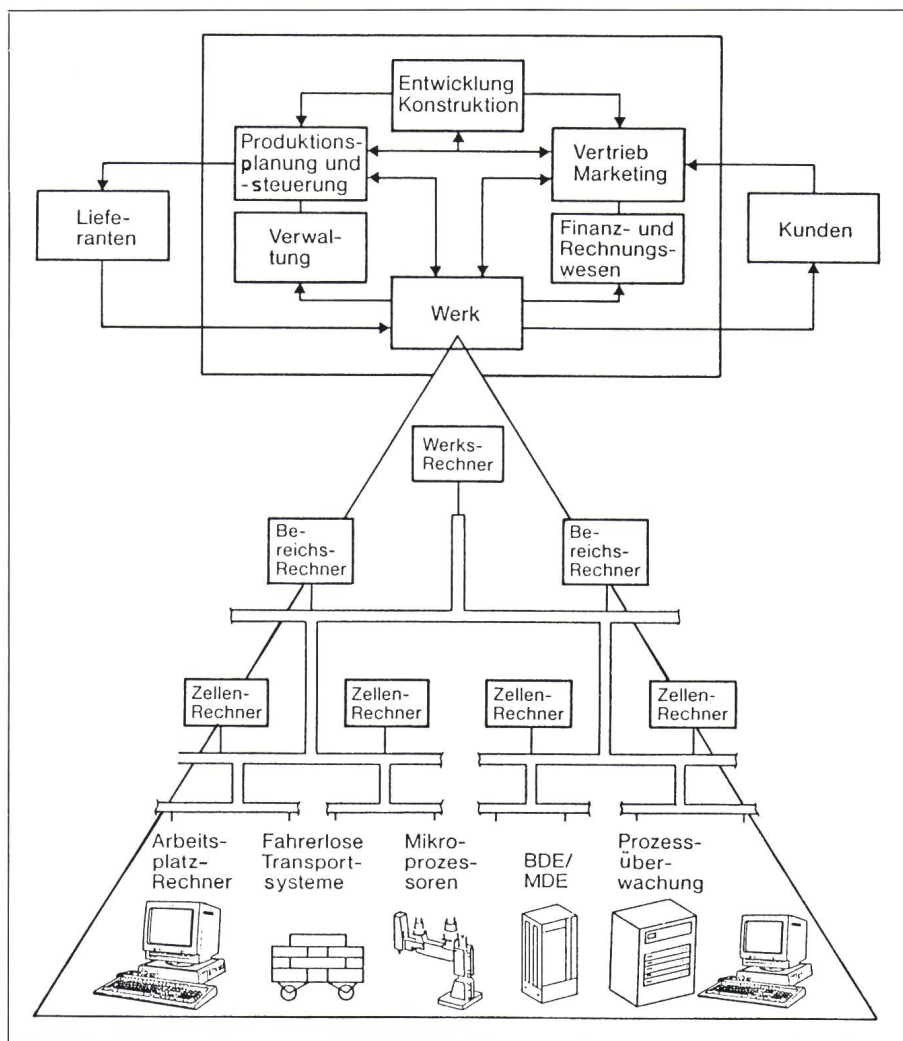 Entwicklung
Konstruktion
Produktions-
planung und
-steuerung
Vertrieb
Marketing
Liefe-
ranten
Verwal-
tung
Finanz- und
Rechnungs-
wesen
Kunden
Werk
Werks-
Rechner
Be-
reichs-
Rechner
Be-
reichs-
Rechner
Zellen-
Rechner
Zellen-
Rechner
Zellen-
Rechner
Zellen-
Rechner
Arbeits-
platz-
Rechner
Fahrerlose
Transport-
systeme
Mikro-
prozes-
soren
BDE/
MDE
Prozess-
über-
wachung